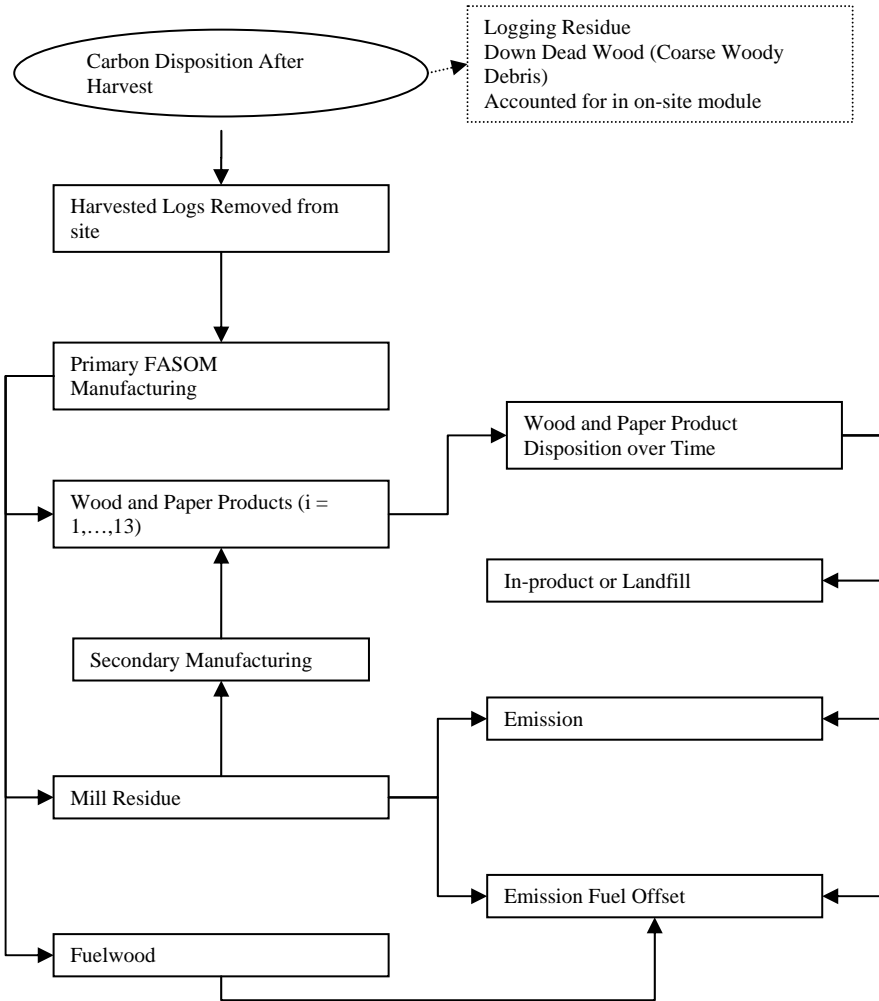 Carbon Disposition After
Harvest
Logging Residue
Down Dead Wood (Coarse Woody
Debris)
Accounted for in on-site module
Harvested Logs Removed from
site
Primary FASOM
Manufacturing
Wood and Paper Product
Disposition over Time
Wood and Paper Products (i =
1,…,13)
In-product or Landfill
Secondary Manufacturing
Emission
Mill Residue
Emission Fuel Offset
Fuelwood